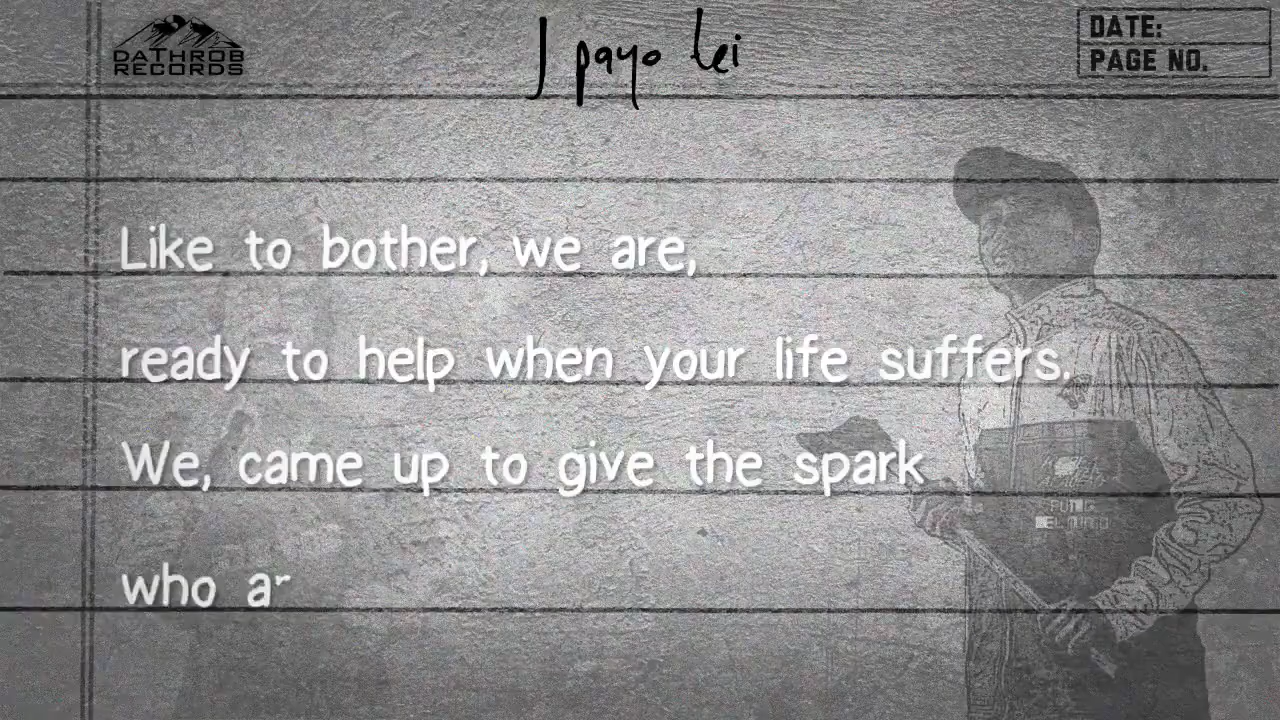 DATHROB
RECORDS
J payo Lei
DATE:
PAGE NO.
Like to bother, we are,
ready to help when your life suffers.
We, came up to give the spark
who ar